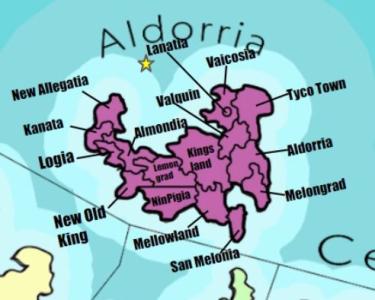 Aldorria
Lanatia
Vaicosia
New Allegatia
Valquin
Tyco Town
Kanata
Almondia
Logia
Kings
land
Aldorria
Lemon
grad
NinPigia
Melongrad
New Old
King
Mellowland
San Melonia
Ce